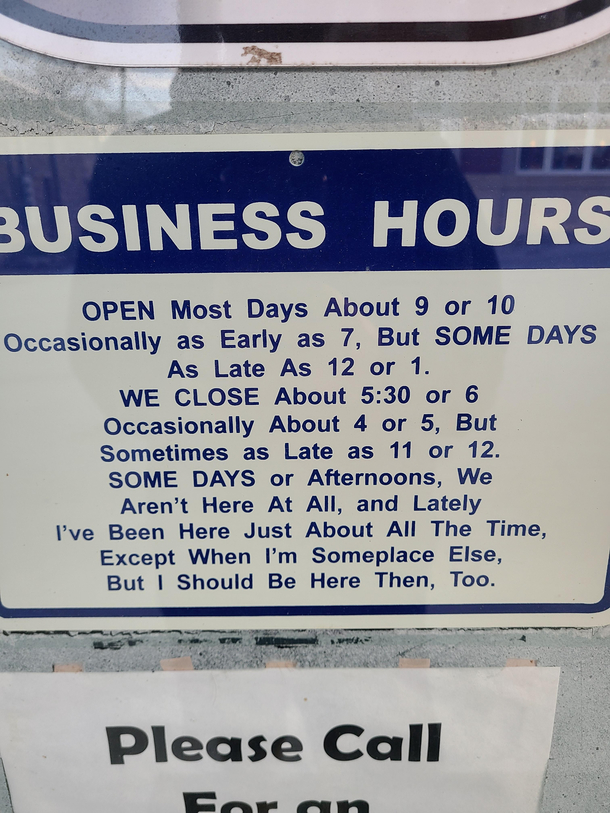 BUSINESS HOURS
OPEN Most Days About 9 or 10
Occasionally as Early as 7, But SOME DAYS
As Late As 12 or 1.
WE CLOSE About 5:30 or 6
Occasionally About 4 or 5, But
Sometimes as Late as 11 or 12.
SOME DAYS or Afternoons, We
Aren't Here At All, and Lately
I've Been Here Just About All The Time,
Except When I'm Someplace Else,
But I Should Be Here Then, Too.
Please Call
For an